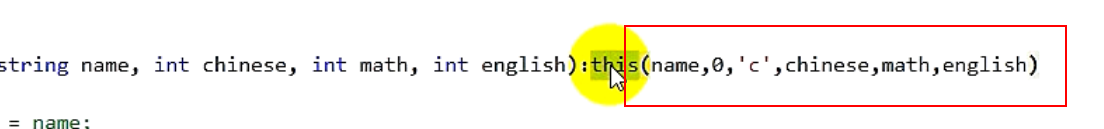 string name, int chinese, int math, int english):this(name,0,'c',chinese,math,english)
= name;